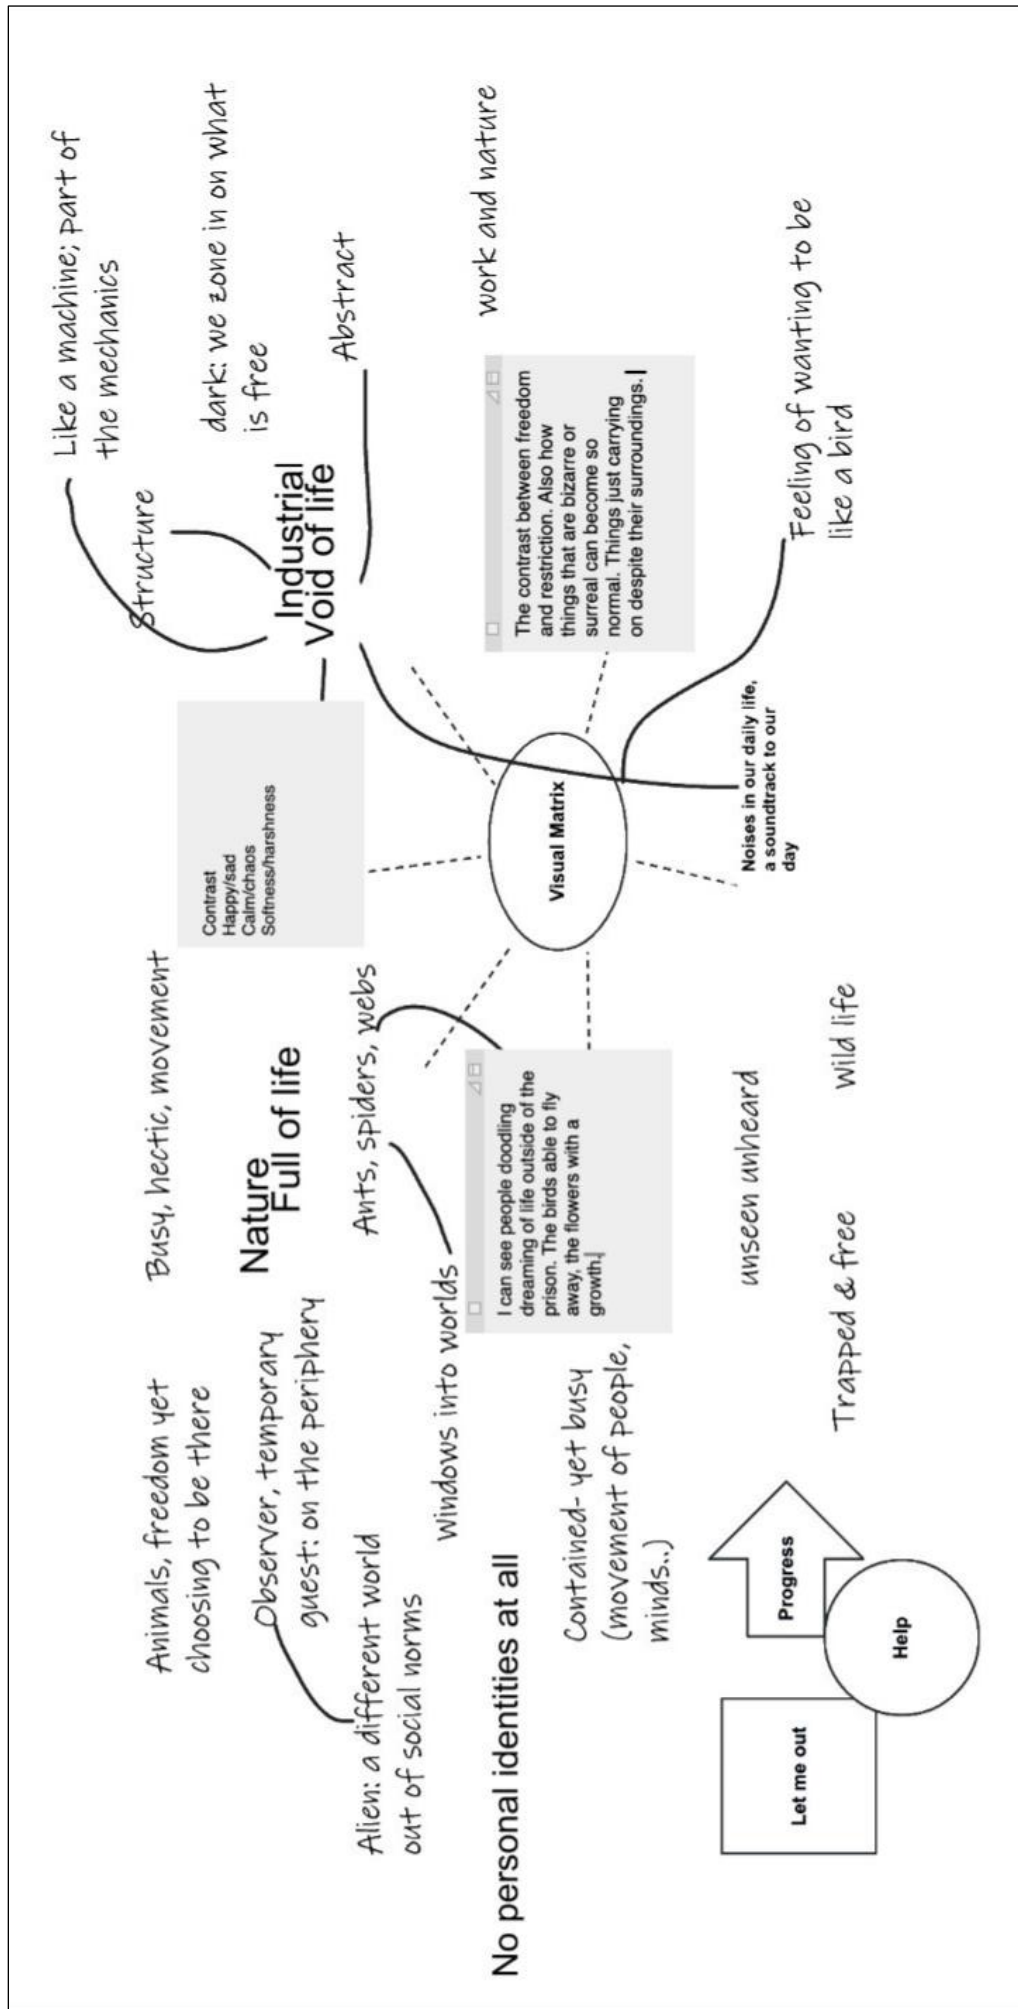 Like a machine; part of
the mechanics
Structure
dark: we zone in on what
is free
Industrial
Void of life
Abstract
work and nature
Contrast
Happy/sad
Calm/chaos
Softness/harshness
Busy, hectic, movement
Nature
Full of life
Ants, spiders, webs
Animals, freedom yet
choosing to be there
Observer, temporary
guest: on the periphery
Alien: a different world
out of social norms
Windows into worlds
No personal identities at all
I can see people doodling
dreaming of life outside of the
prison. The birds able to fly
away, the flowers with a
growth.
Visual Matrix
The contrast between freedom
and restriction. Also how
things that are bizarre or
surreal can become so
normal. Things just carrying
on despite their surroundings.
Contained- yet busy
(movement of people,
minds..)
unseen unheard
Noises in our daily life,
a soundtrack to our
day
Feeling of wanting to be
like a bird
Trapped & free
Wild life
Let me out
Progress
Help